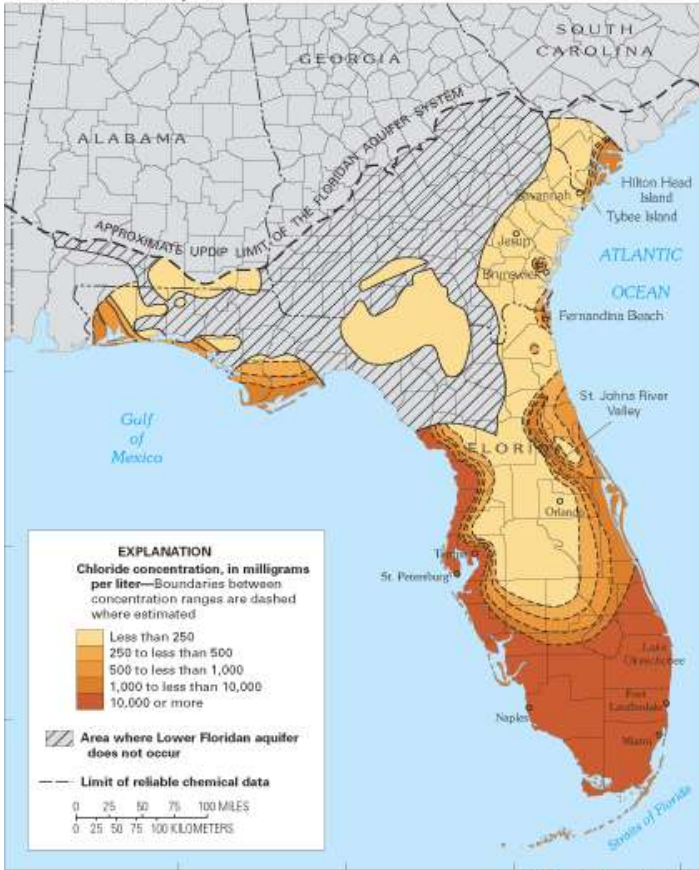 SOUTH
CAROLINA
GEORGIA
ALABAMA
APPROXIMATE UPDIP LIMIT OF THE FLORIDAN AQUIFER SYSTEM
Hilton Head
Island
Savannah
Tybee Island
Jesup
ATLANTIC
OCEAN
Brunswick
Fernandina Beach
St. Johns River
Valley
Gulf
of
Mexico
FLORIDA
Orlando
Tampa
St. Petersburg
Lake
Okeechobee
Fort
Lauderdale
Naples
Miami
Straits of Florida
EXPLANATION
Chloride concentration, in milligrams
per liter—Boundaries between
concentration ranges are dashed
where estimated
Less than 250
250 to less than 500
500 to less than 1,000
1,000 to less than 10,000
10,000 or more
Area where Lower Floridan aquifer
does not occur
Limit of reliable chemical data
0 25 50 75 100 MILES
0 25 50 75 100 KILOMETERS